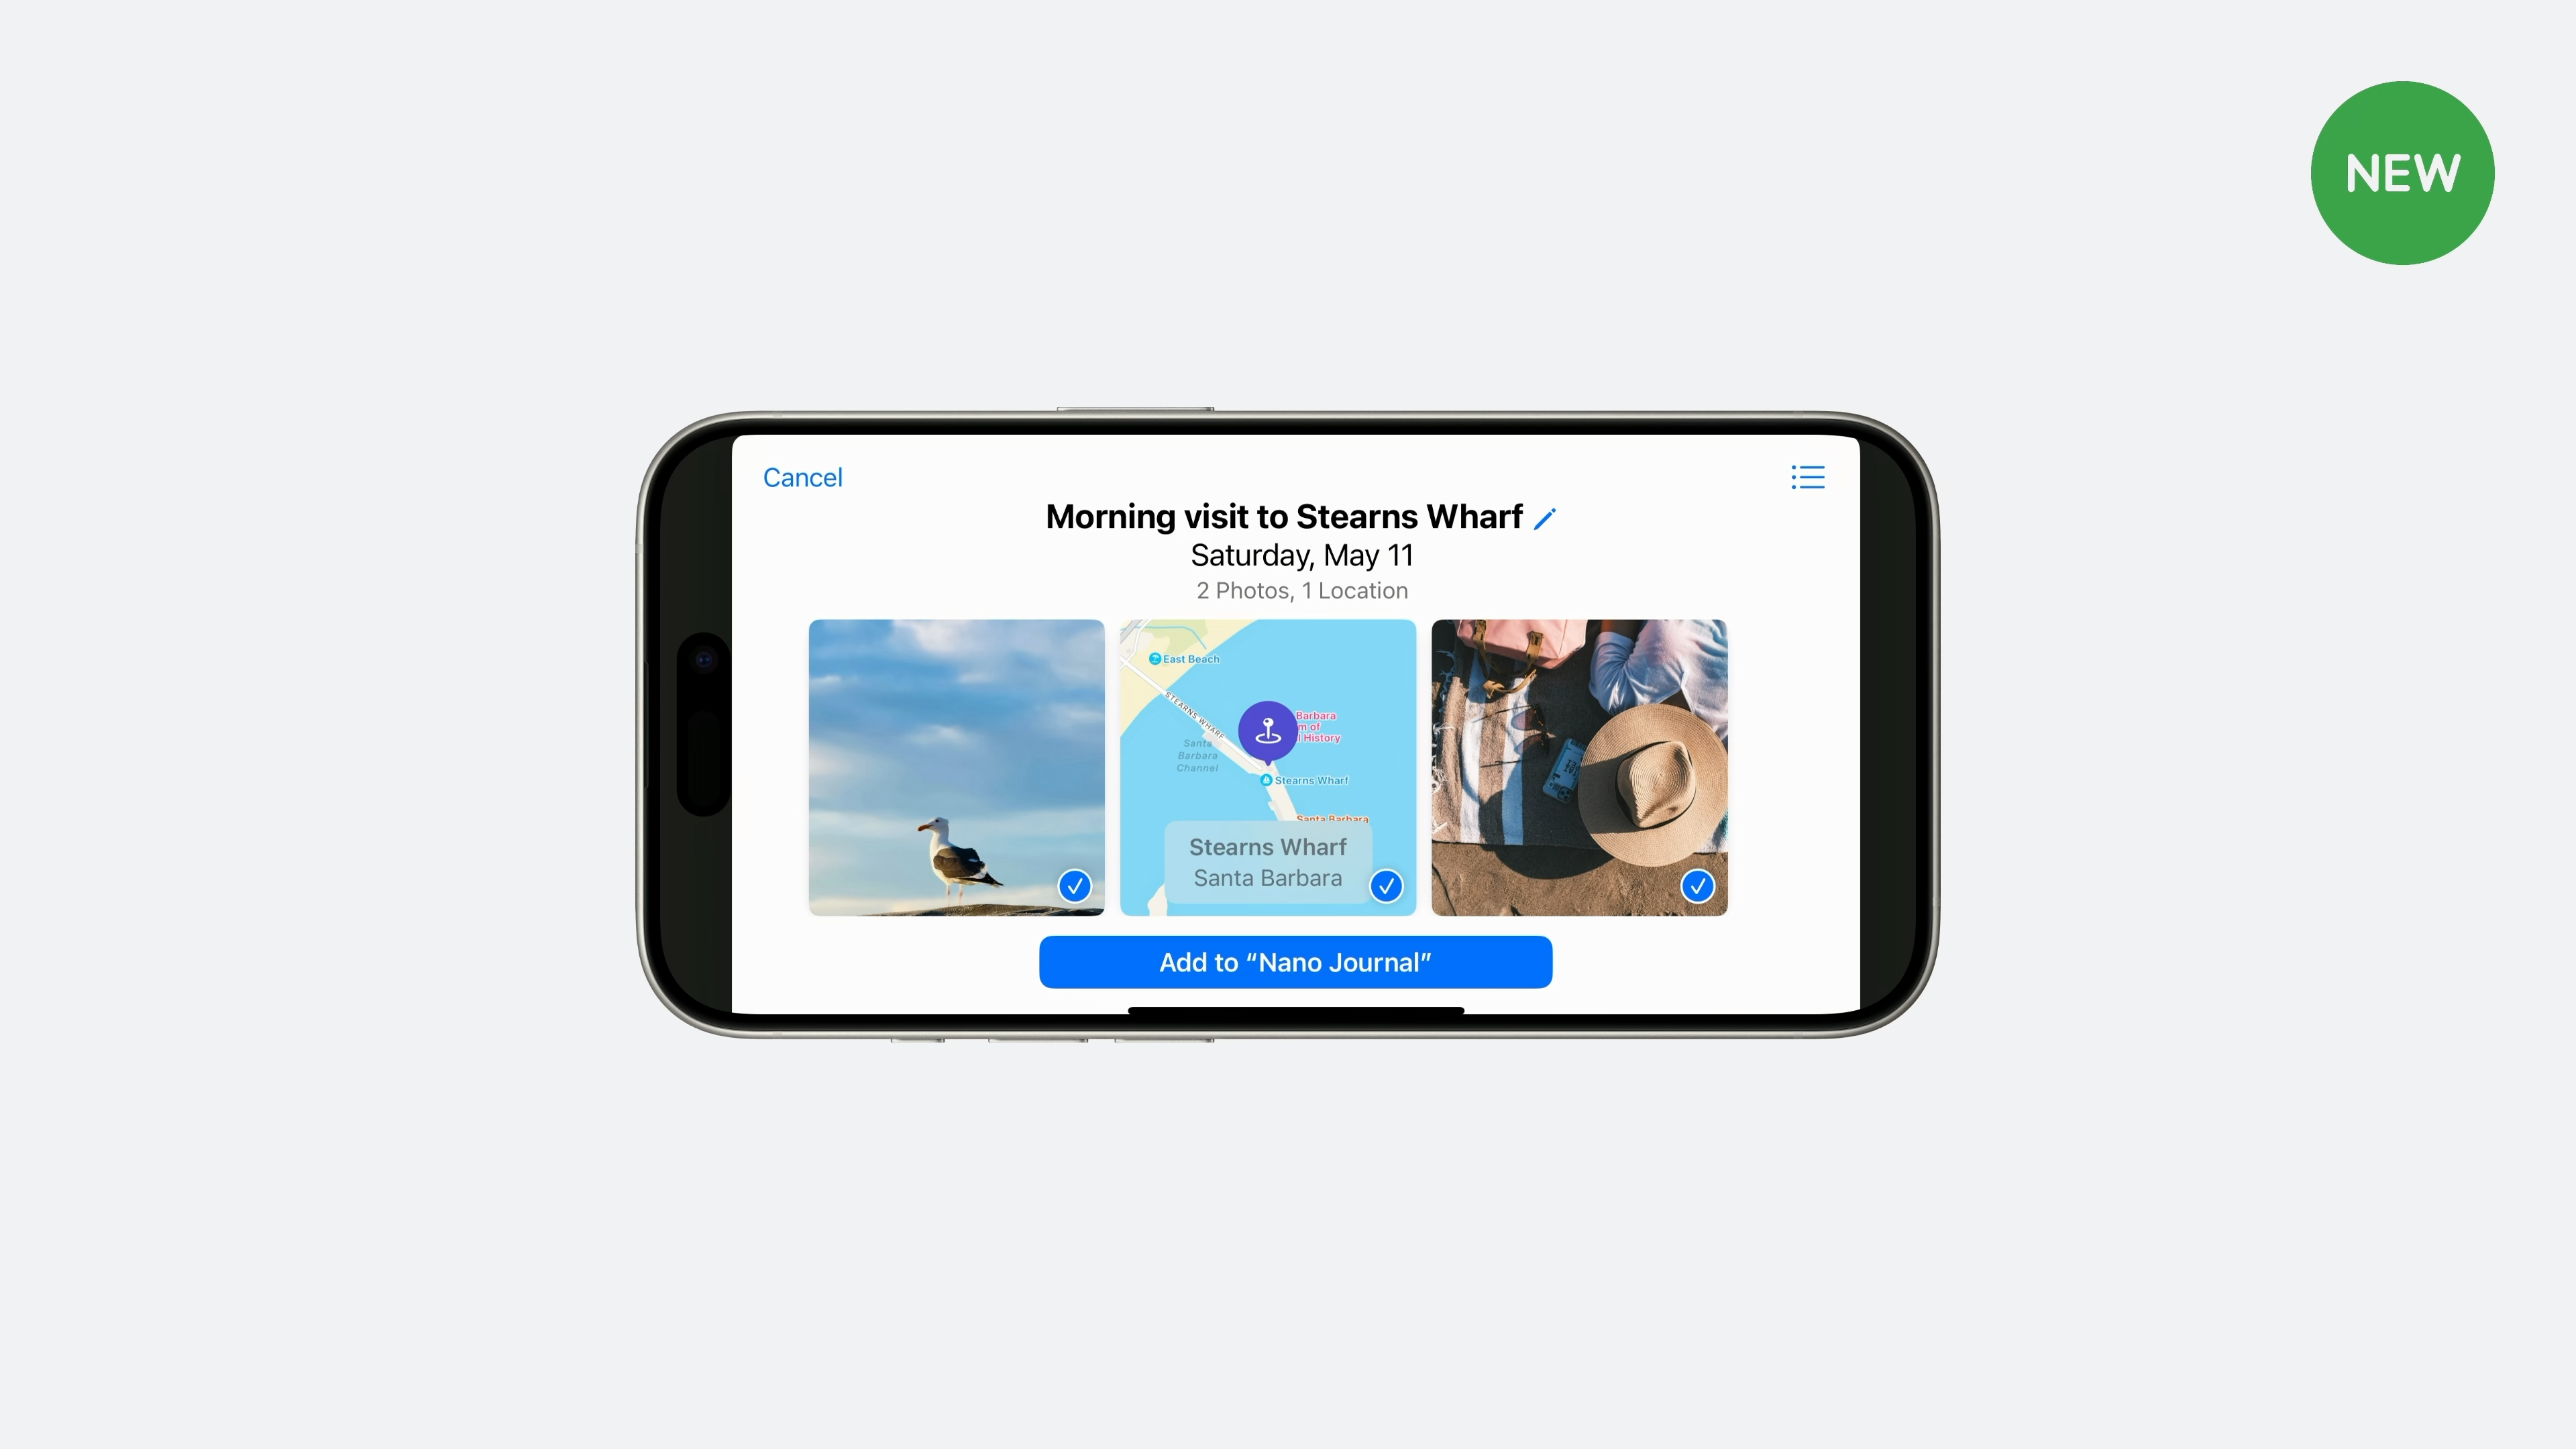 NEW
Cancel
Morning visit to Stearns Wharf
Saturday, May 11
2 Photos, 1 Location
East Beach
STEARNS WHARF
Barbara
m of
l History
Santa
Barbara
Channel
Stearns Wharf
Santa Barbara
Stearns Wharf
Santa Barbara
Add to “Nano Journal”